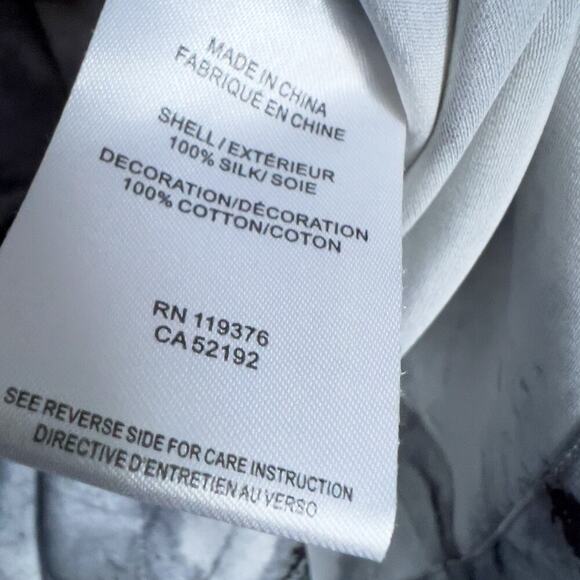 MADE IN CHINA
FABRIQUÉ EN CHINE
SHELL/EXTÉRIEUR
100% SILK/ SOIE
DECORATION/DÉCORATION
100% COTTON/COTON
RN 119376
CA 52192
SEE REVERSE SIDE FOR CARE INSTRUCTION
DIRECTIVE D'ENTRETIEN AU VERSO